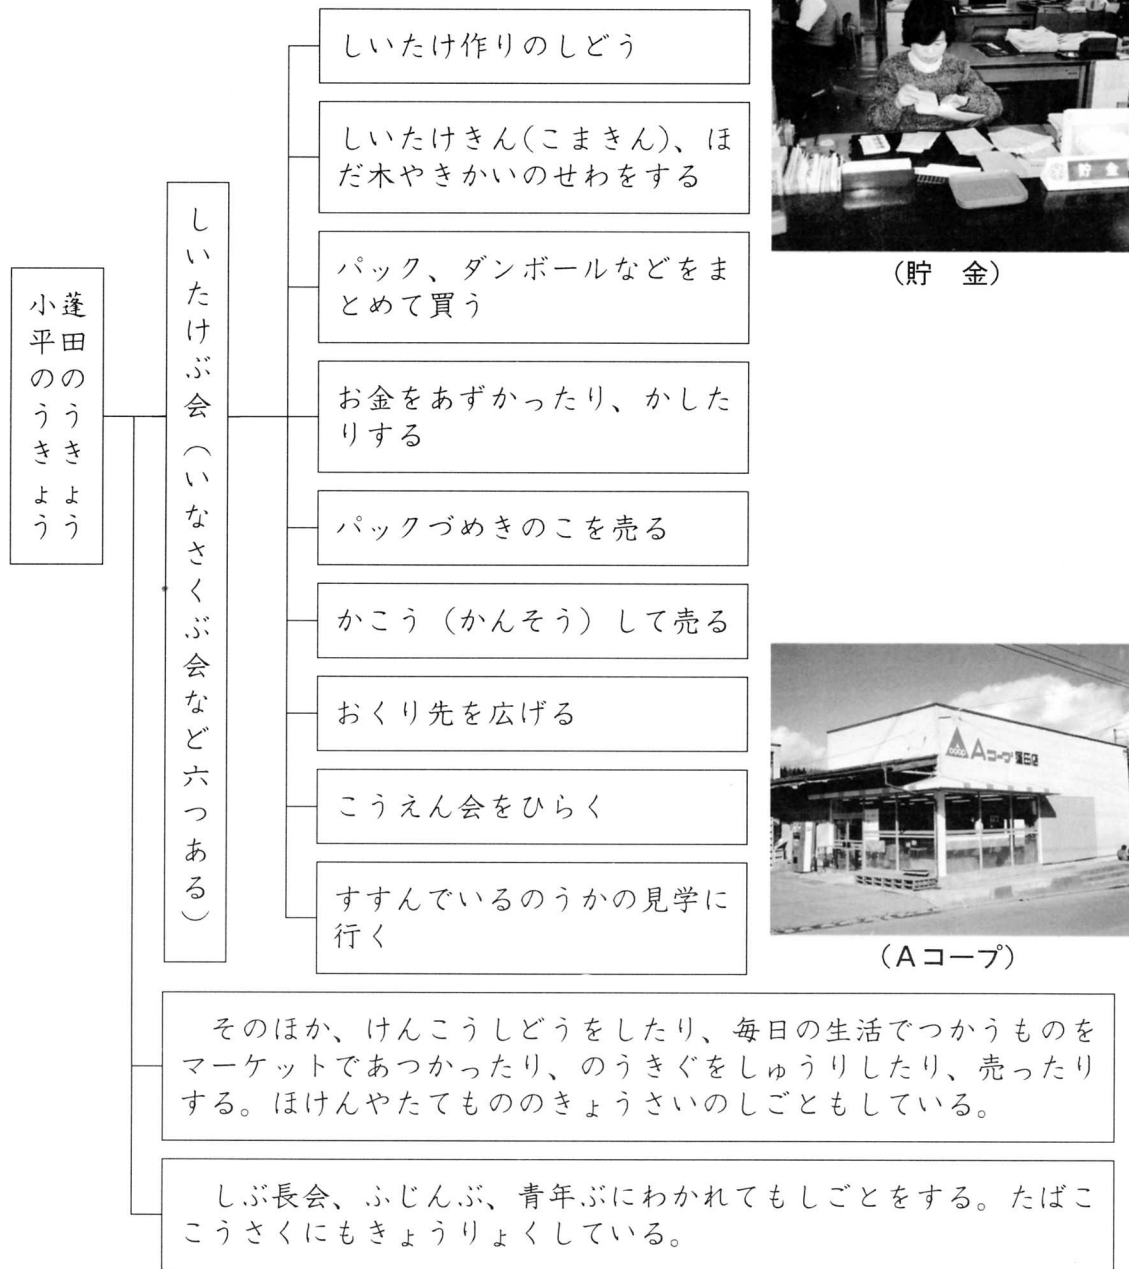 蓬田のうきょう
小平のうきょう
しいたけぶ会（いなさくぶ会など六つある）
しいたけ作りのしどう
しいたけきん(こまきん)、ほ
だ木やきかいのせわをする
パック、ダンボールなどをま
とめて買う
お金をあずかったり、かした
りする
パックづめきのこを売る
かこう（かんそう）して売る
おくり先を広げる
こうえん会をひらく
すすんでいるのうかの見学に
行く
貯金
（貯　金）
Aコープ蓬田店
（Aコープ）
そのほか、けんこうしどうをしたり、毎日の生活でつかうものを
マーケットであつかったり、のうきぐをしゅうりしたり、売ったり
する。ほけんやたてもののきょうさいのしごともしている。
しぶ長会、ふじんぶ、青年ぶにわかれてもしごとをする。たばこ
こうさくにもきょうりょくしている。